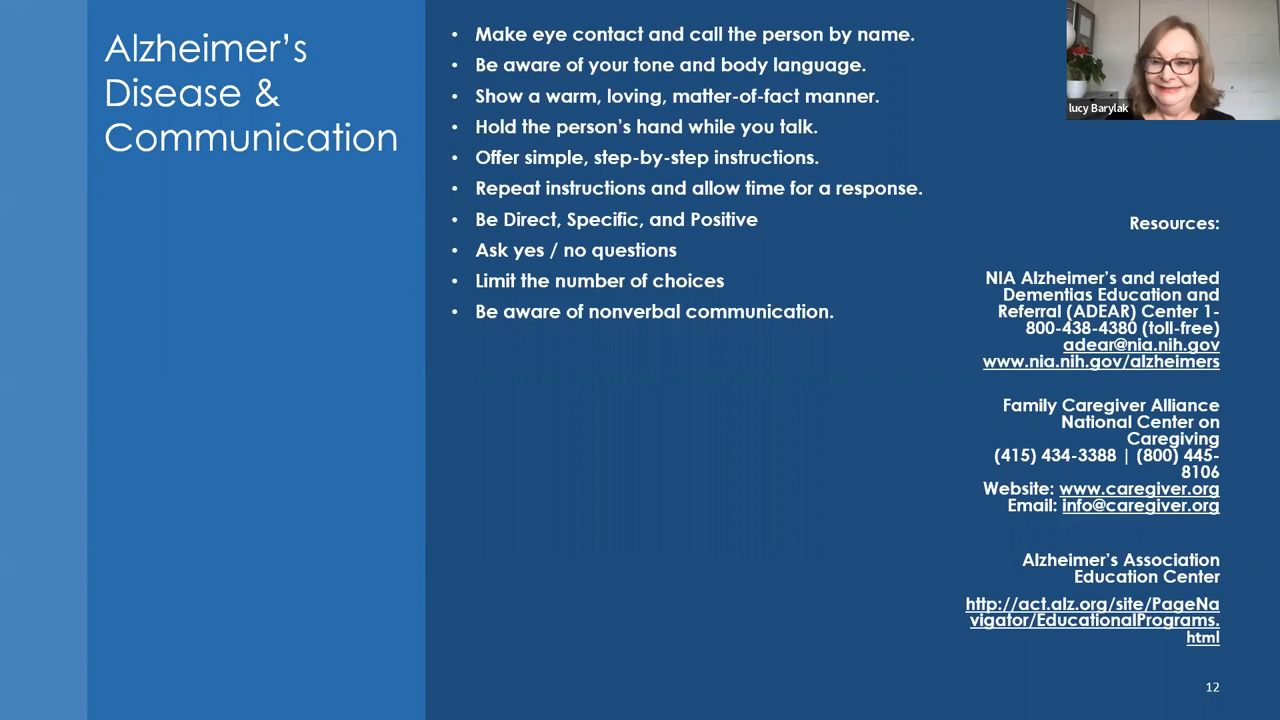 Alzheimer's
Disease &
Communication
• Make eye contact and call the person by name.
• Be aware of your tone and body language.
• Show a warm, loving, matter-of-fact manner.
• Hold the person's hand while you talk.
• Offer simple, step-by-step instructions.
• Repeat instructions and allow time for a response.
• Be Direct, Specific, and Positive
• Ask yes / no questions
• Limit the number of choices
• Be aware of nonverbal communication.
lucy Barylak
Resources:
NIA Alzheimer's and related
Dementias Education and
Referral (ADEAR) Center 1-
800-438-4380 (toll-free)
adear@nia.nih.gov
www.nia.nih.gov/alzheimers
Family Caregiver Alliance
National Center on
Caregiving
(415) 434-3388 | (800) 445-
8106
Website: www.caregiver.org
Email: info@caregiver.org
Alzheimer's Association
Education Center
http://act.alz.org/site/PageNa
vigator/EducationalPrograms.
html
12